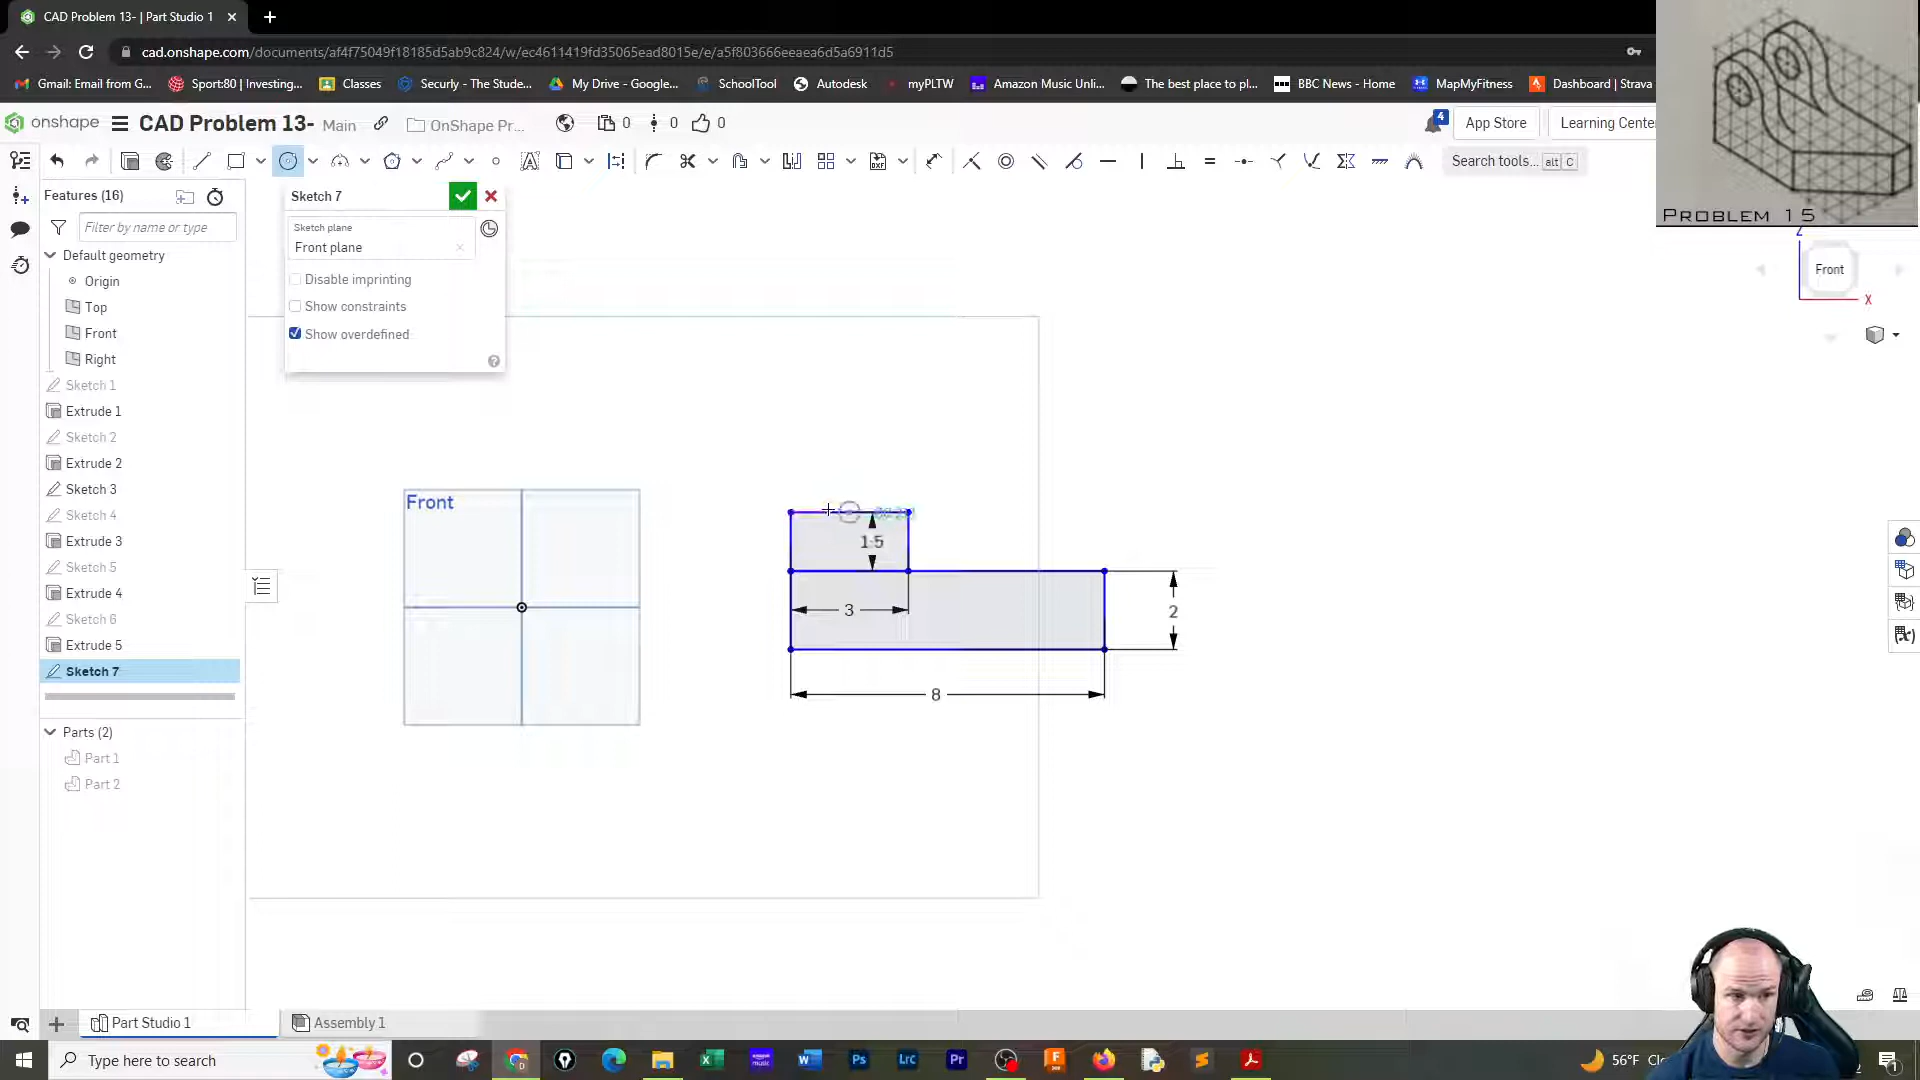 CAD Problem 13- | Part Studio 1
cad.onshape.com/documents/af4f75049f18185d5ab9c824/w/ec4611419fd35065ead8015e/e/a5f803666eeaea6d5a6911d5
Gmail: Email from G...
Sport:80 | Investing...
Classes
Securly - The Stude...
My Drive - Google...
SchoolTool
Autodesk
myPLTW
Amazon Music Unli...
The best place to pl...
BBC News - Home
MapMyFitness
Dashboard | Strava
onshape
CAD Problem 13-
Main
OnShape Pr...
0
0
0
4
App Store
Learning Cente
Search tools...
alt
C
PROBLEM 15
Features (16)
Filter by name or type
Default geometry
Origin
Top
Front
Right
Sketch 1
Extrude 1
Sketch 2
Extrude 2
Sketch 3
Sketch 4
Extrude 3
Sketch 5
Extrude 4
Sketch 6
Extrude 5
Sketch 7
Parts (2)
Part 1
Part 2
Sketch 7
Sketch plane
Front plane
Disable imprinting
Show constraints
Show overdefined
Front
1.5
3
2
8
Z
Front
X
Part Studio 1
Assembly 1
Type here to search
56°F